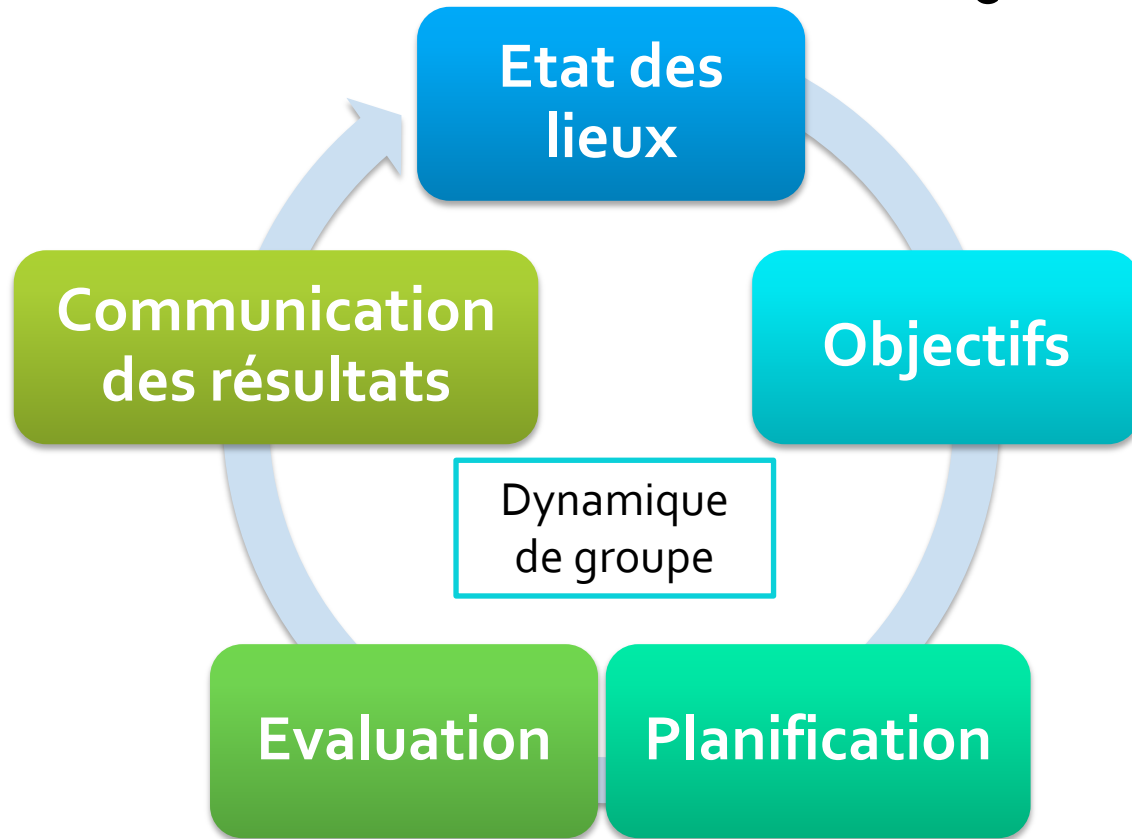 Etat des
lieux
Objectifs
Planification
Evaluation
Communication
des résultats
Dynamique
de groupe